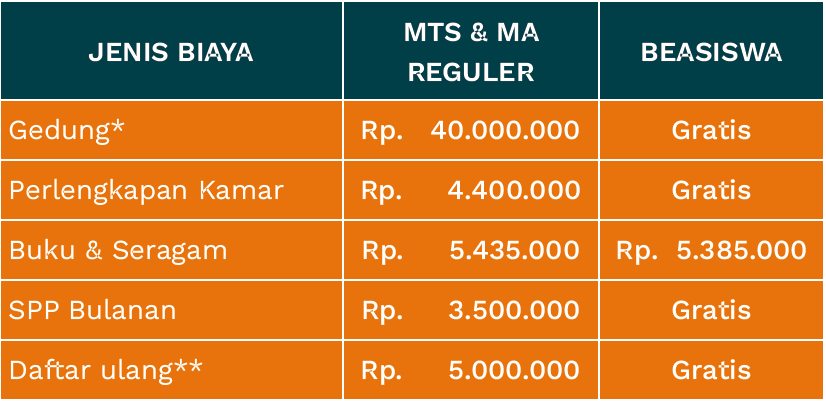 JENIS BIAYA MTS & MA REGULER BEASISWA
Gedung* Rp. 40.000.000 Gratis
Perlengkapan Kamar Rp. 4.400.000 Gratis
Buku & Seragam Rp. 5.435.000 Rp. 5.385.000
SPP Bulanan Rp. 3.500.000 Gratis
Daftar ulang** Rp. 5.000.000 Gratis